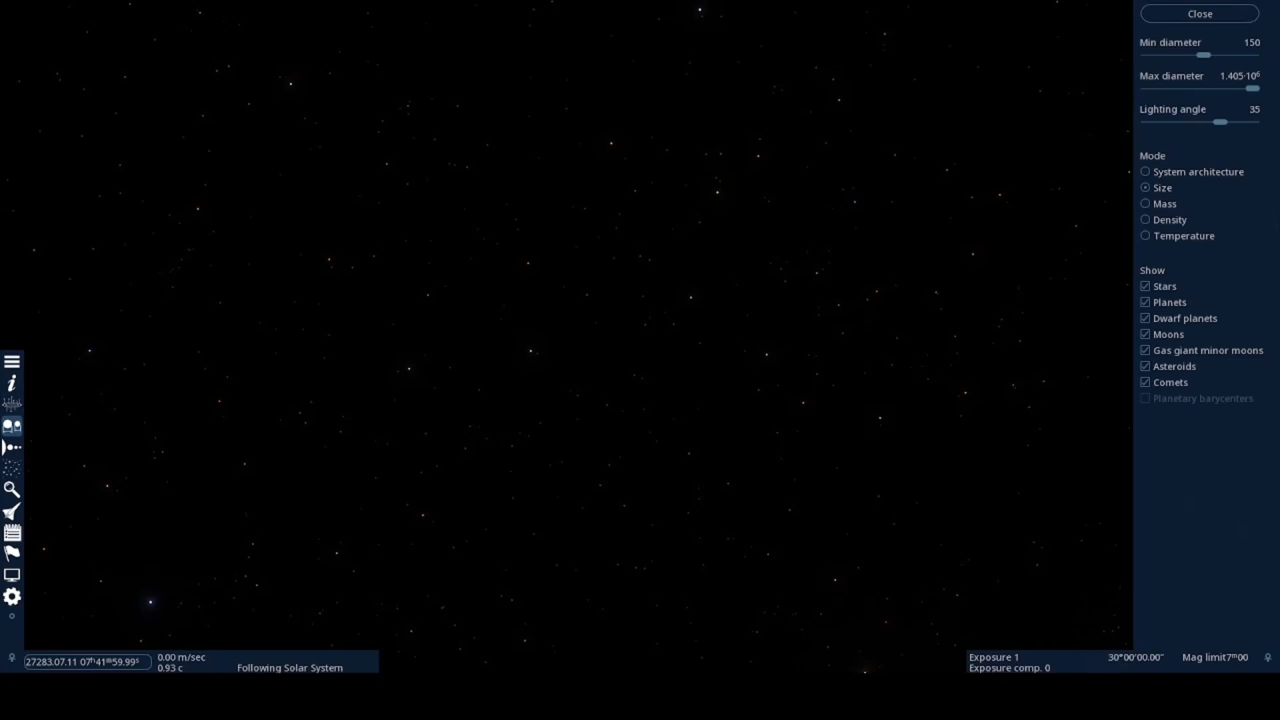 Close
Min diameter 150
Max diameter 1.405·10⁶
Lighting angle 35
Mode
System architecture
Size
Mass
Density
Temperature
Show
Stars
Planets
Dwarf planets
Moons
Gas giant minor moons
Asteroids
Comets
Planetary barycenters
27283.07.11 07ʰ41ᵐ59.99ˢ
0.00 m/sec
0.93 c
Following Solar System
Exposure 1
Exposure comp. 0
30°00'00.00"
Mag limit7ᵐ00